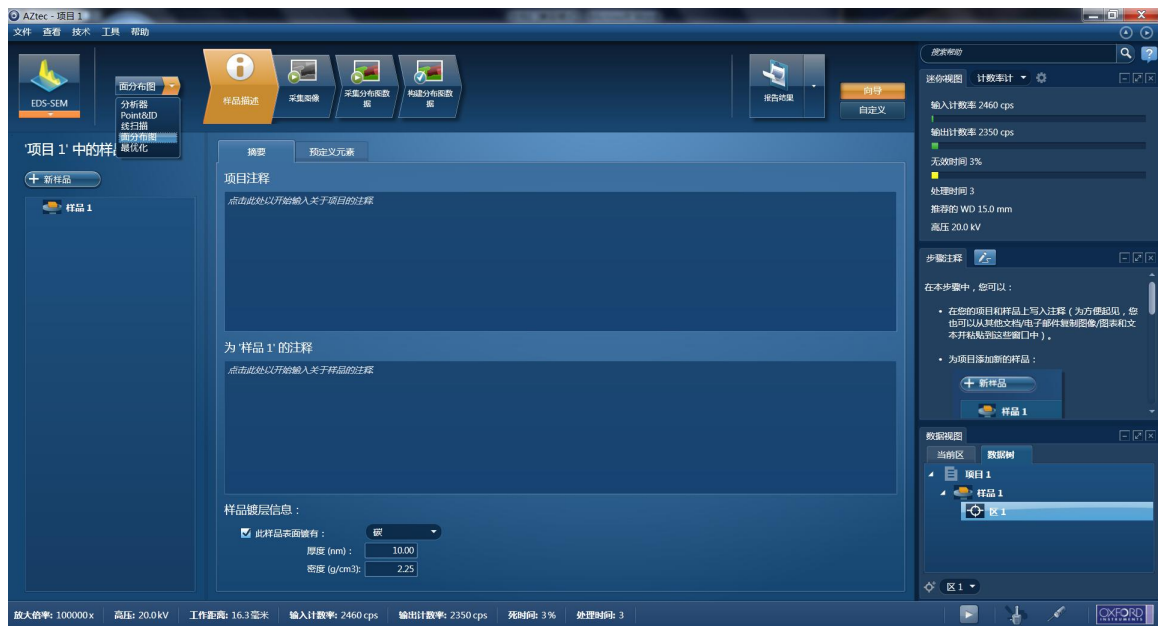 AZtec - 项目 1
文件 查看 技术 工具 帮助
EDS-SEM
面分布图
分析器
Point&ID
线扫描
面分布图
最优化
样品描述
采集图像
采集分布图数据
构建分布图数据
报告结果
向导
自定义
'项目 1' 中的样
新样品
样品 1
摘要
预定义元素
项目注释
点击此处以开始输入关于项目的注释
为 '样品 1' 的注释
点击此处以开始输入关于样品的注释
样品镀层信息：
此样品表面镀有： 碳
厚度 (nm)： 10.00
密度 (g/cm3): 2.25
搜索帮助
迷你视图 计数率计
输入计数率 2460 cps
输出计数率 2350 cps
无效时间 3%
处理时间 3
推荐的 WD 15.0 mm
高压 20.0 kV
步骤注释
在本步骤中，您可以：
• 在您的项目和样品上写入注释（为方便起见，您
也可以从其他文档/电子邮件复制图像/图表和文
本并粘贴到这些窗口中）。
• 为项目添加新的样品：
新样品
样品 1
数据视图
当前区 数据树
项目 1
样品 1
区 1
区 1
放大倍率: 100000 x 高压: 20.0 kV 工作距离: 16.3 毫米 输入计数率: 2460 cps 输出计数率: 2350 cps 死时间: 3 % 处理时间: 3
OXFORD
INSTRUMENTS